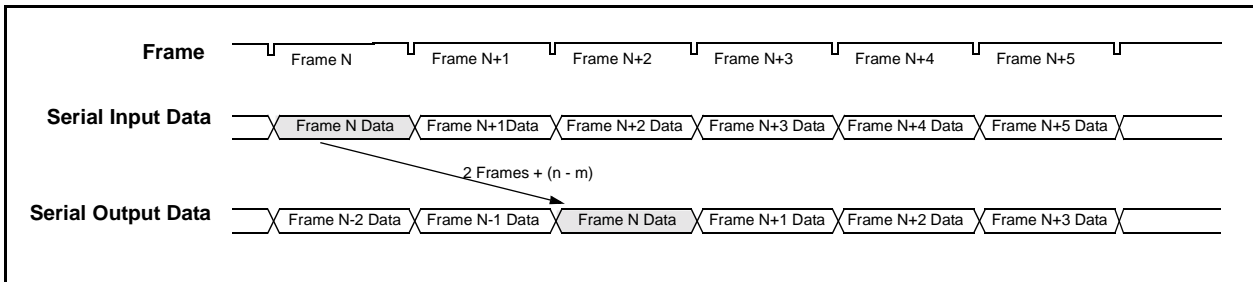 Frame
Frame N Frame N+1 Frame N+2 Frame N+3 Frame N+4 Frame N+5
Serial Input Data
Frame N Data Frame N+1Data Frame N+2 Data Frame N+3 Data Frame N+4 Data Frame N+5 Data
2 Frames + (n - m)
Serial Output Data
Frame N-2 Data Frame N-1 Data Frame N Data Frame N+1 Data Frame N+2 Data Frame N+3 Data